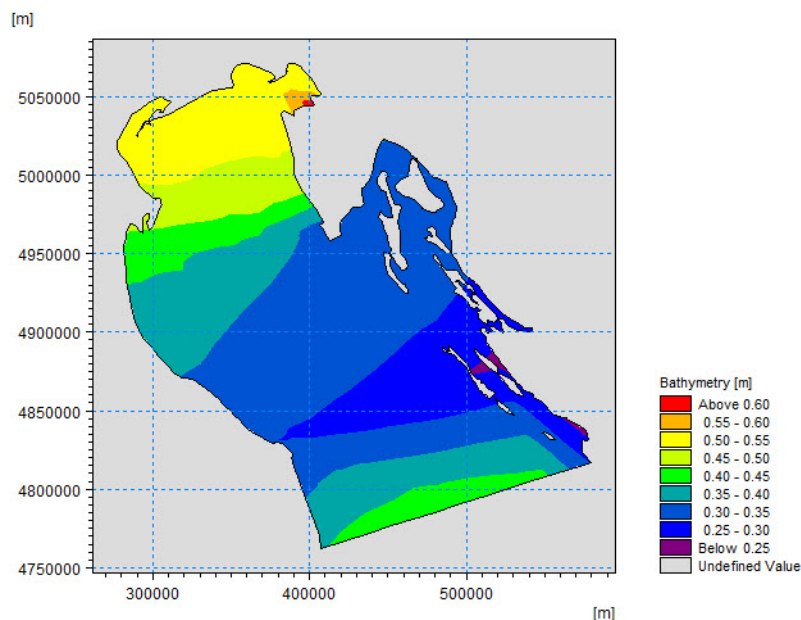 [m]
5050000
5000000
4950000
4900000
4850000
4800000
4750000
300000 400000 500000
[m]
Bathymetry [m]
Above 0.60
0.55 - 0.60
0.50 - 0.55
0.45 - 0.50
0.40 - 0.45
0.35 - 0.40
0.30 - 0.35
0.25 - 0.30
Below 0.25
Undefined Value